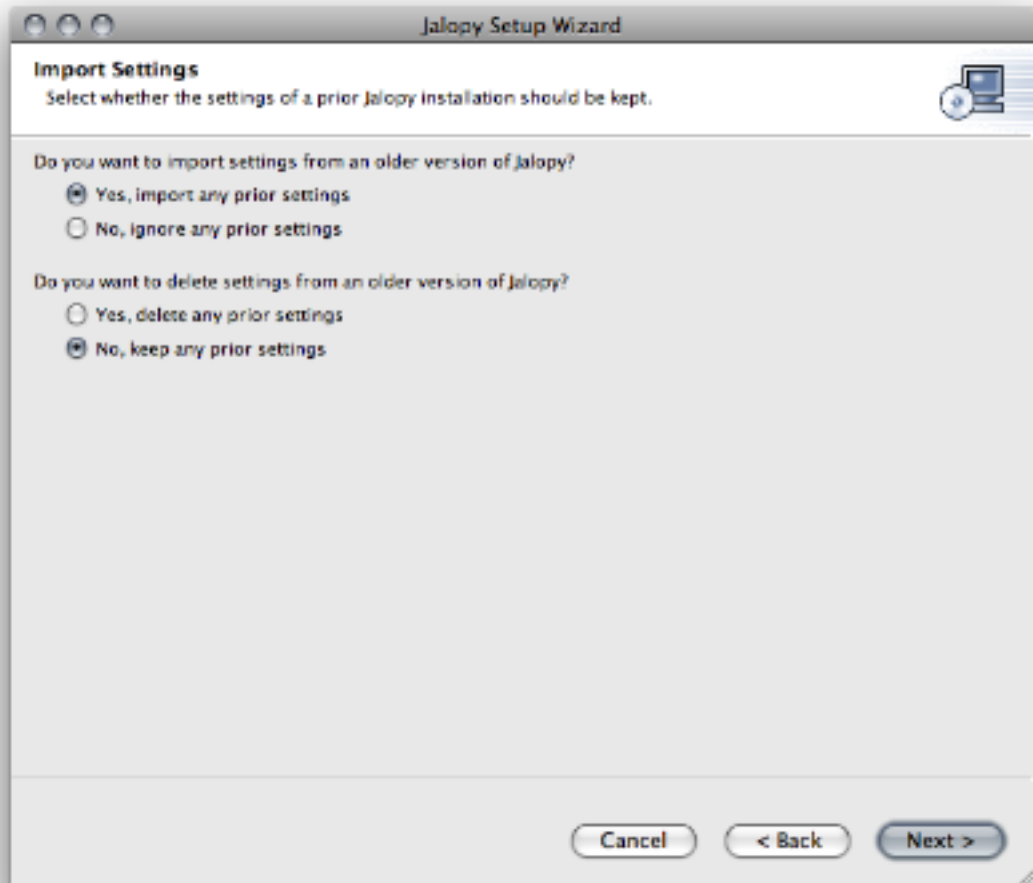 Jalopy Setup Wizard
Import Settings
Select whether the settings of a prior Jalopy installation should be kept.
Do you want to import settings from an older version of Jalopy?
Yes, import any prior settings
No, ignore any prior settings
Do you want to delete settings from an older version of Jalopy?
Yes, delete any prior settings
No, keep any prior settings
Cancel < Back Next >